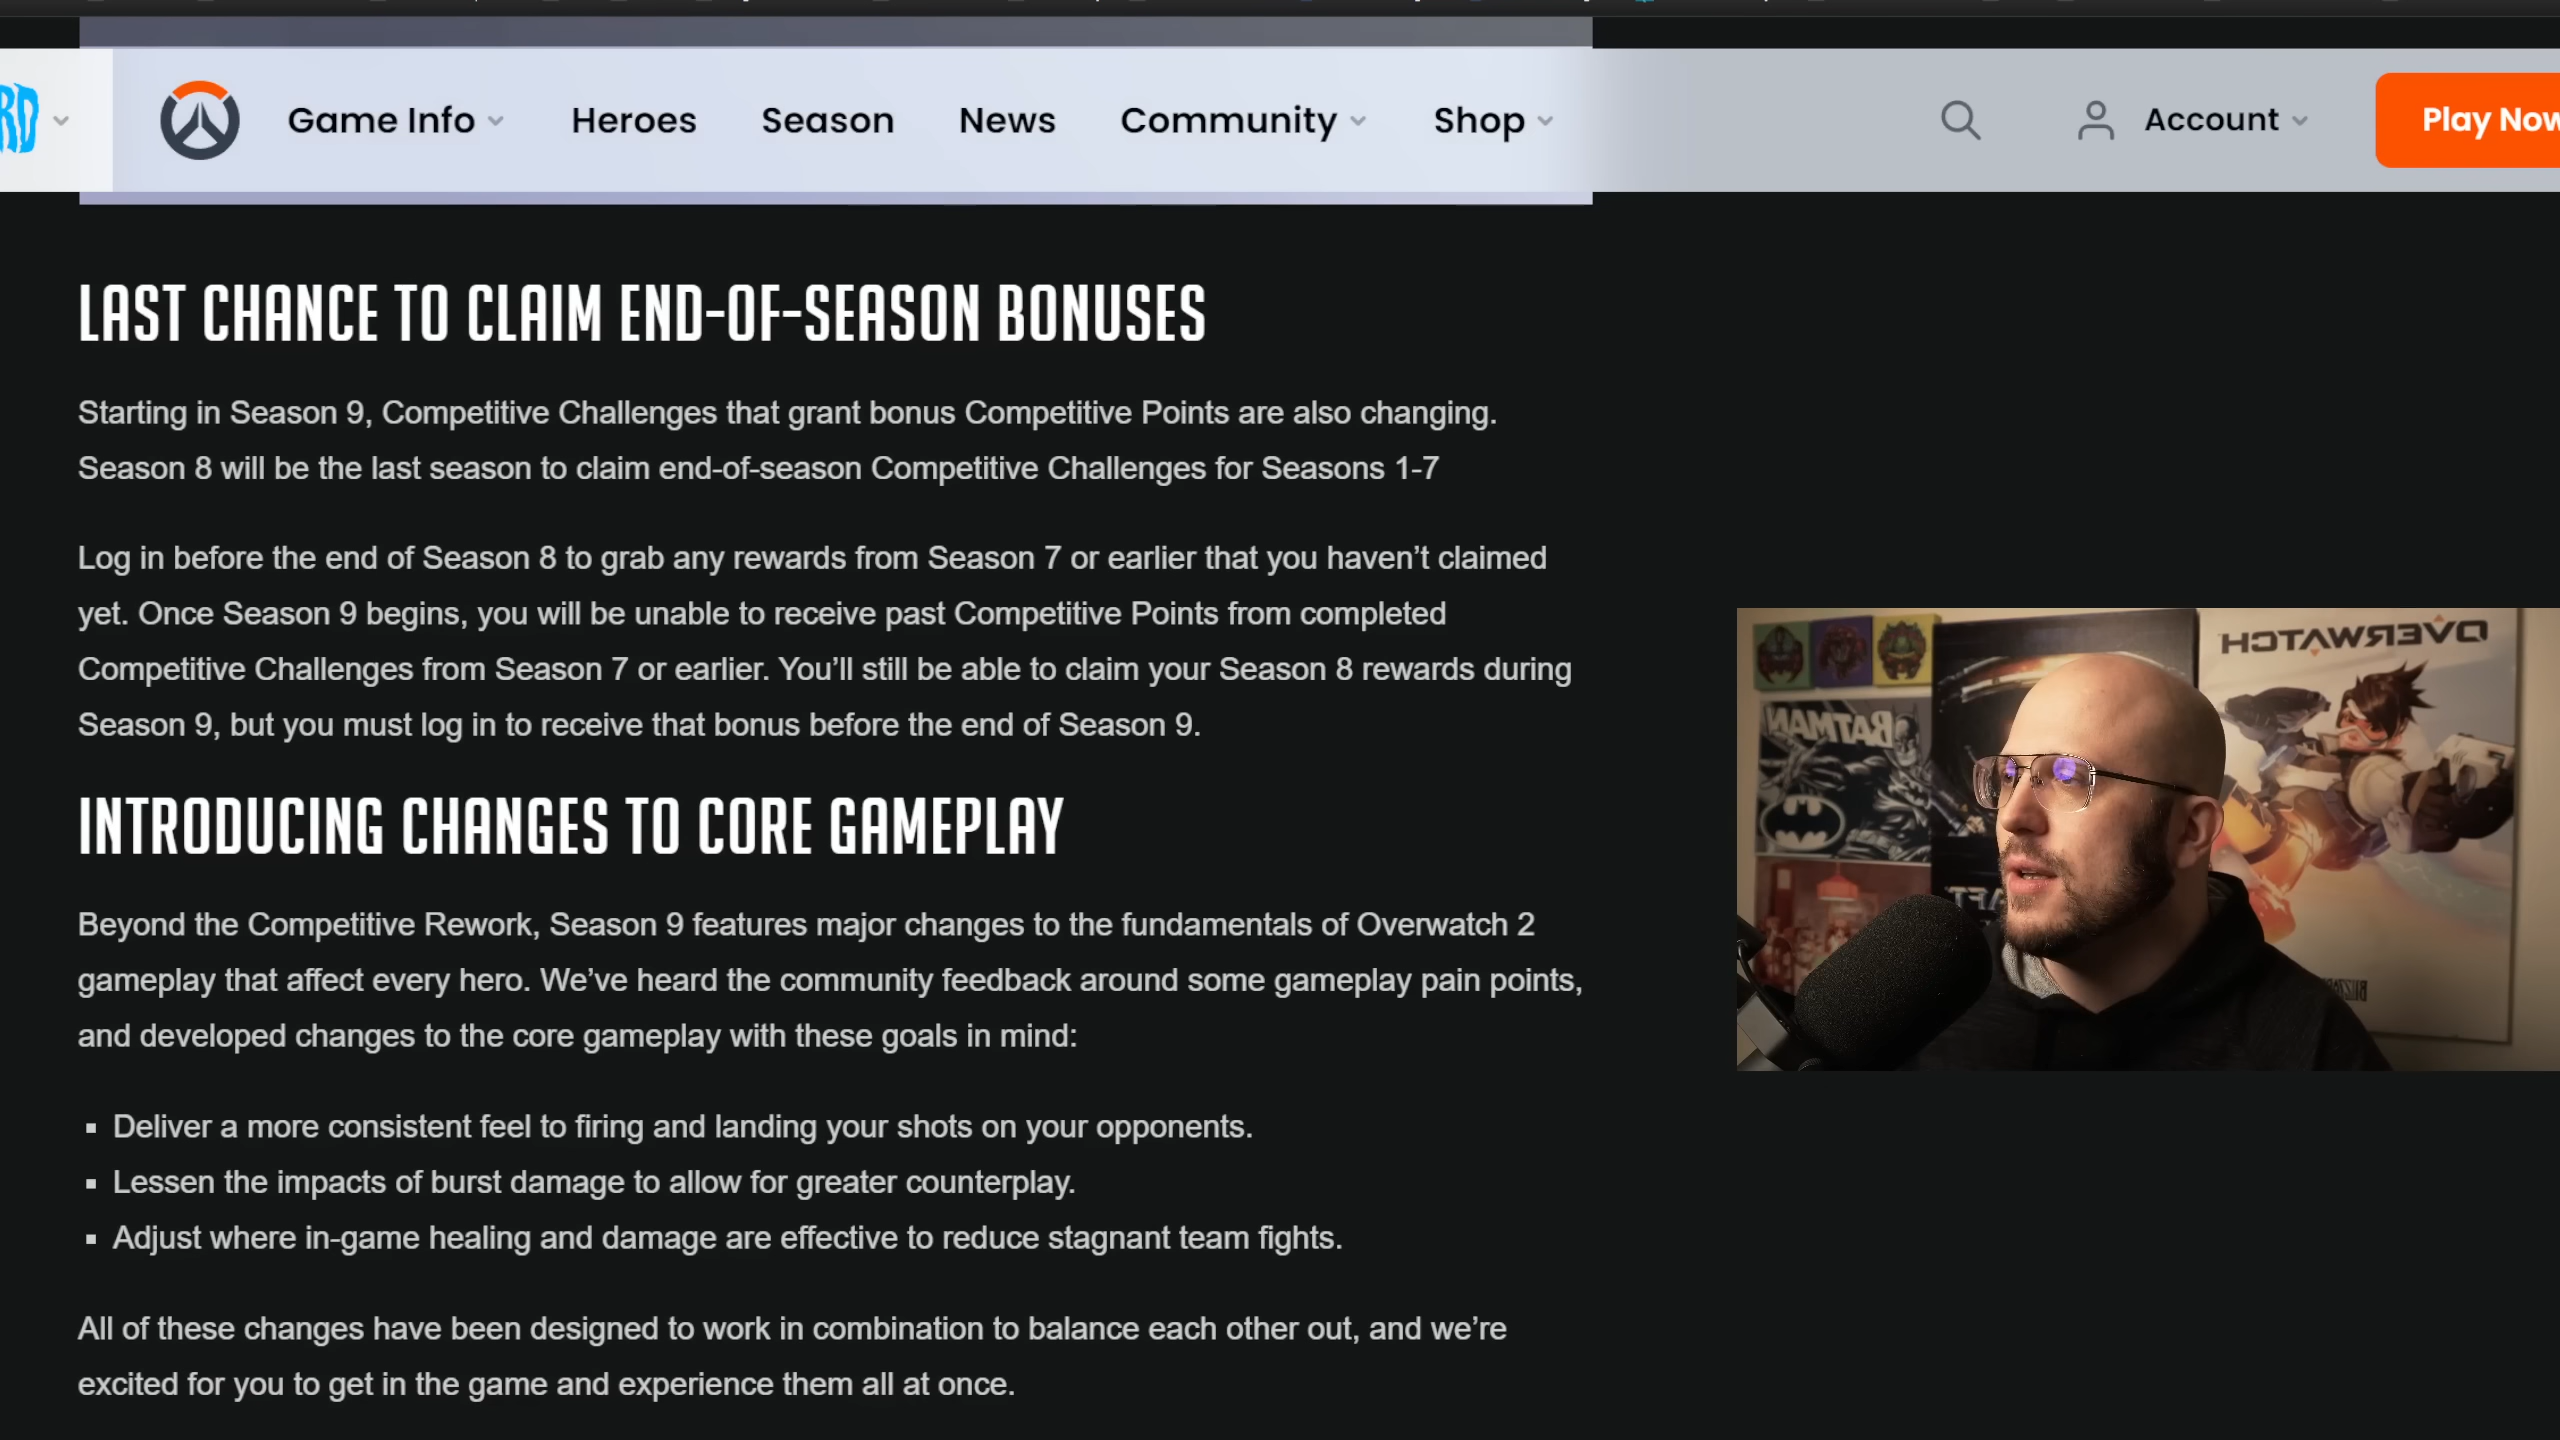 RD
Game Info
Heroes
Season
News
Community
Shop
Account
Play Now
LAST CHANCE TO CLAIM END-OF-SEASON BONUSES
Starting in Season 9, Competitive Challenges that grant bonus Competitive Points are also changing.
Season 8 will be the last season to claim end-of-season Competitive Challenges for Seasons 1-7
Log in before the end of Season 8 to grab any rewards from Season 7 or earlier that you haven’t claimed
yet. Once Season 9 begins, you will be unable to receive past Competitive Points from completed
Competitive Challenges from Season 7 or earlier. You’ll still be able to claim your Season 8 rewards during
Season 9, but you must log in to receive that bonus before the end of Season 9.
INTRODUCING CHANGES TO CORE GAMEPLAY
Beyond the Competitive Rework, Season 9 features major changes to the fundamentals of Overwatch 2
gameplay that affect every hero. We’ve heard the community feedback around some gameplay pain points,
and developed changes to the core gameplay with these goals in mind:
▪ Deliver a more consistent feel to firing and landing your shots on your opponents.
▪ Lessen the impacts of burst damage to allow for greater counterplay.
▪ Adjust where in-game healing and damage are effective to reduce stagnant team fights.
All of these changes have been designed to work in combination to balance each other out, and we’re
excited for you to get in the game and experience them all at once.
OVERWATCH
BATMAN